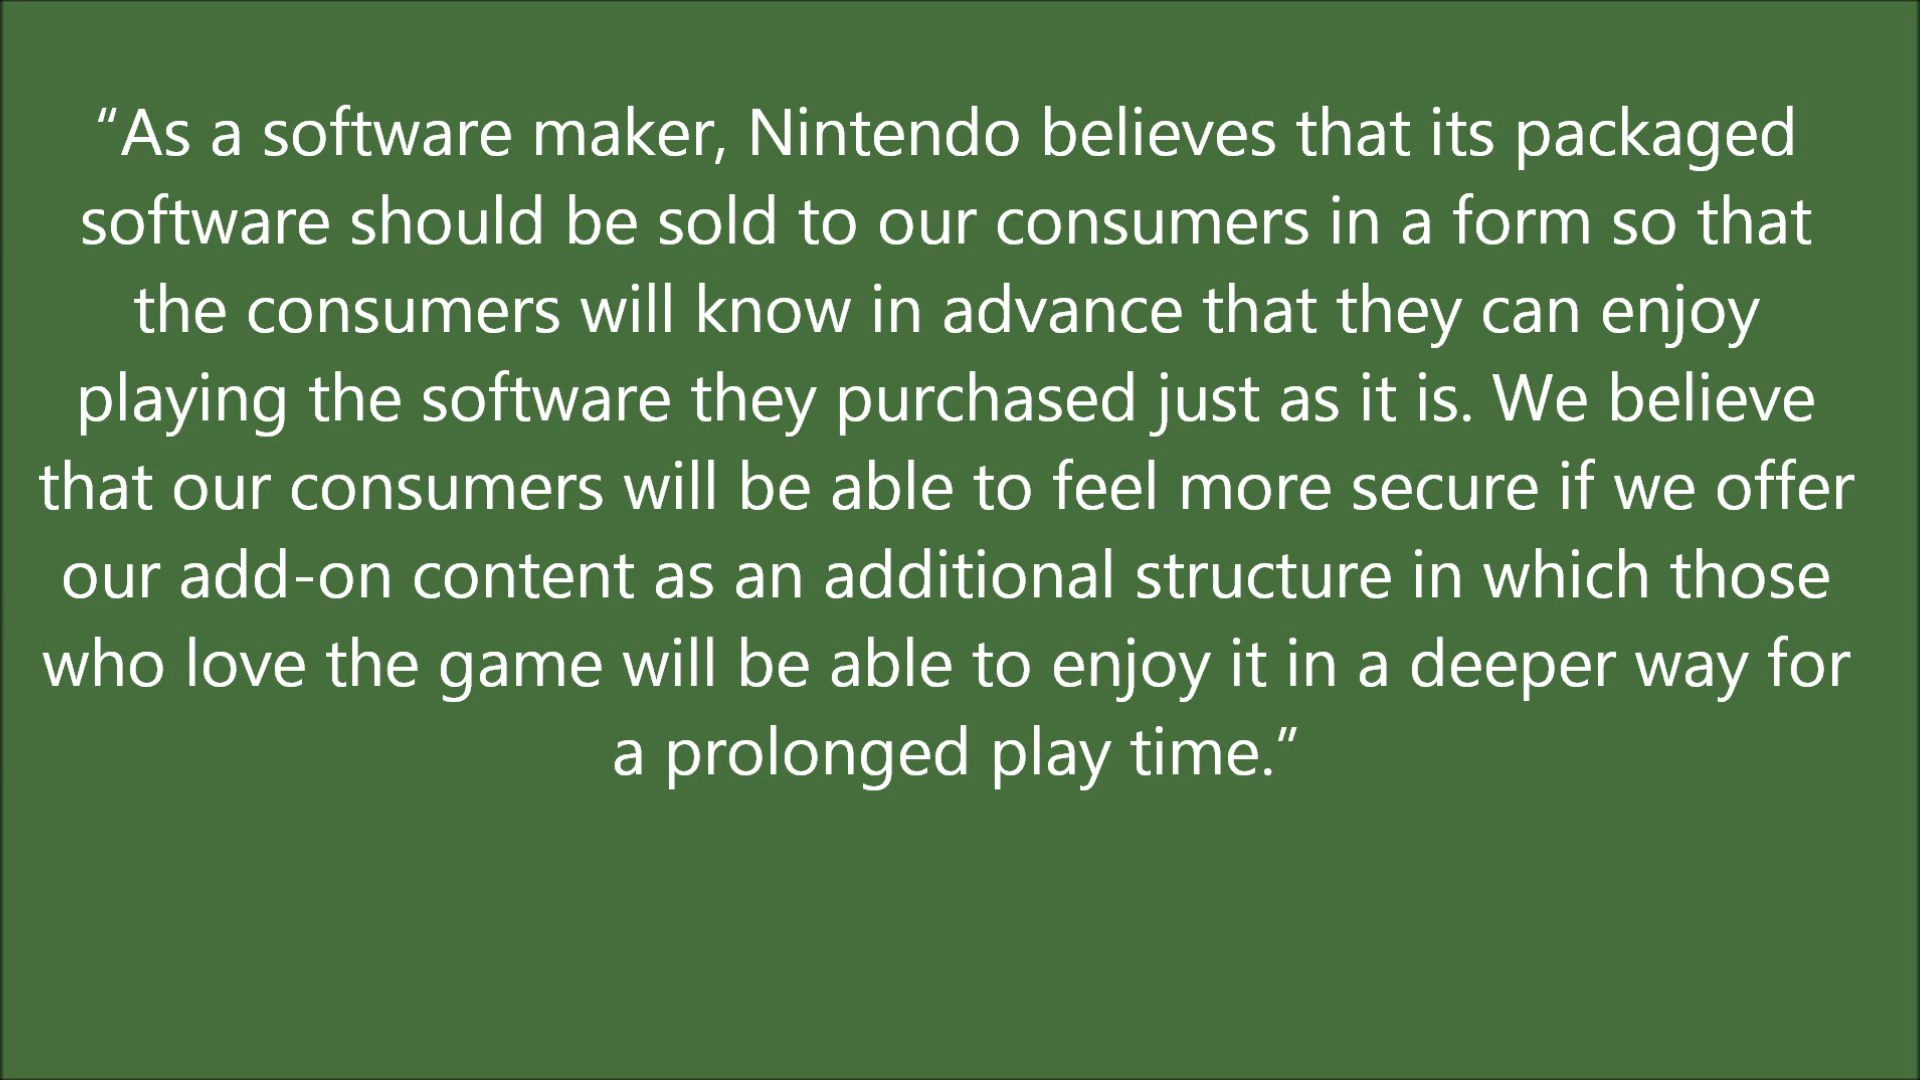 “As a software maker, Nintendo believes that its packaged
software should be sold to our consumers in a form so that
the consumers will know in advance that they can enjoy
playing the software they purchased just as it is. We believe
that our consumers will be able to feel more secure if we offer
our add-on content as an additional structure in which those
who love the game will be able to enjoy it in a deeper way for
a prolonged play time.”